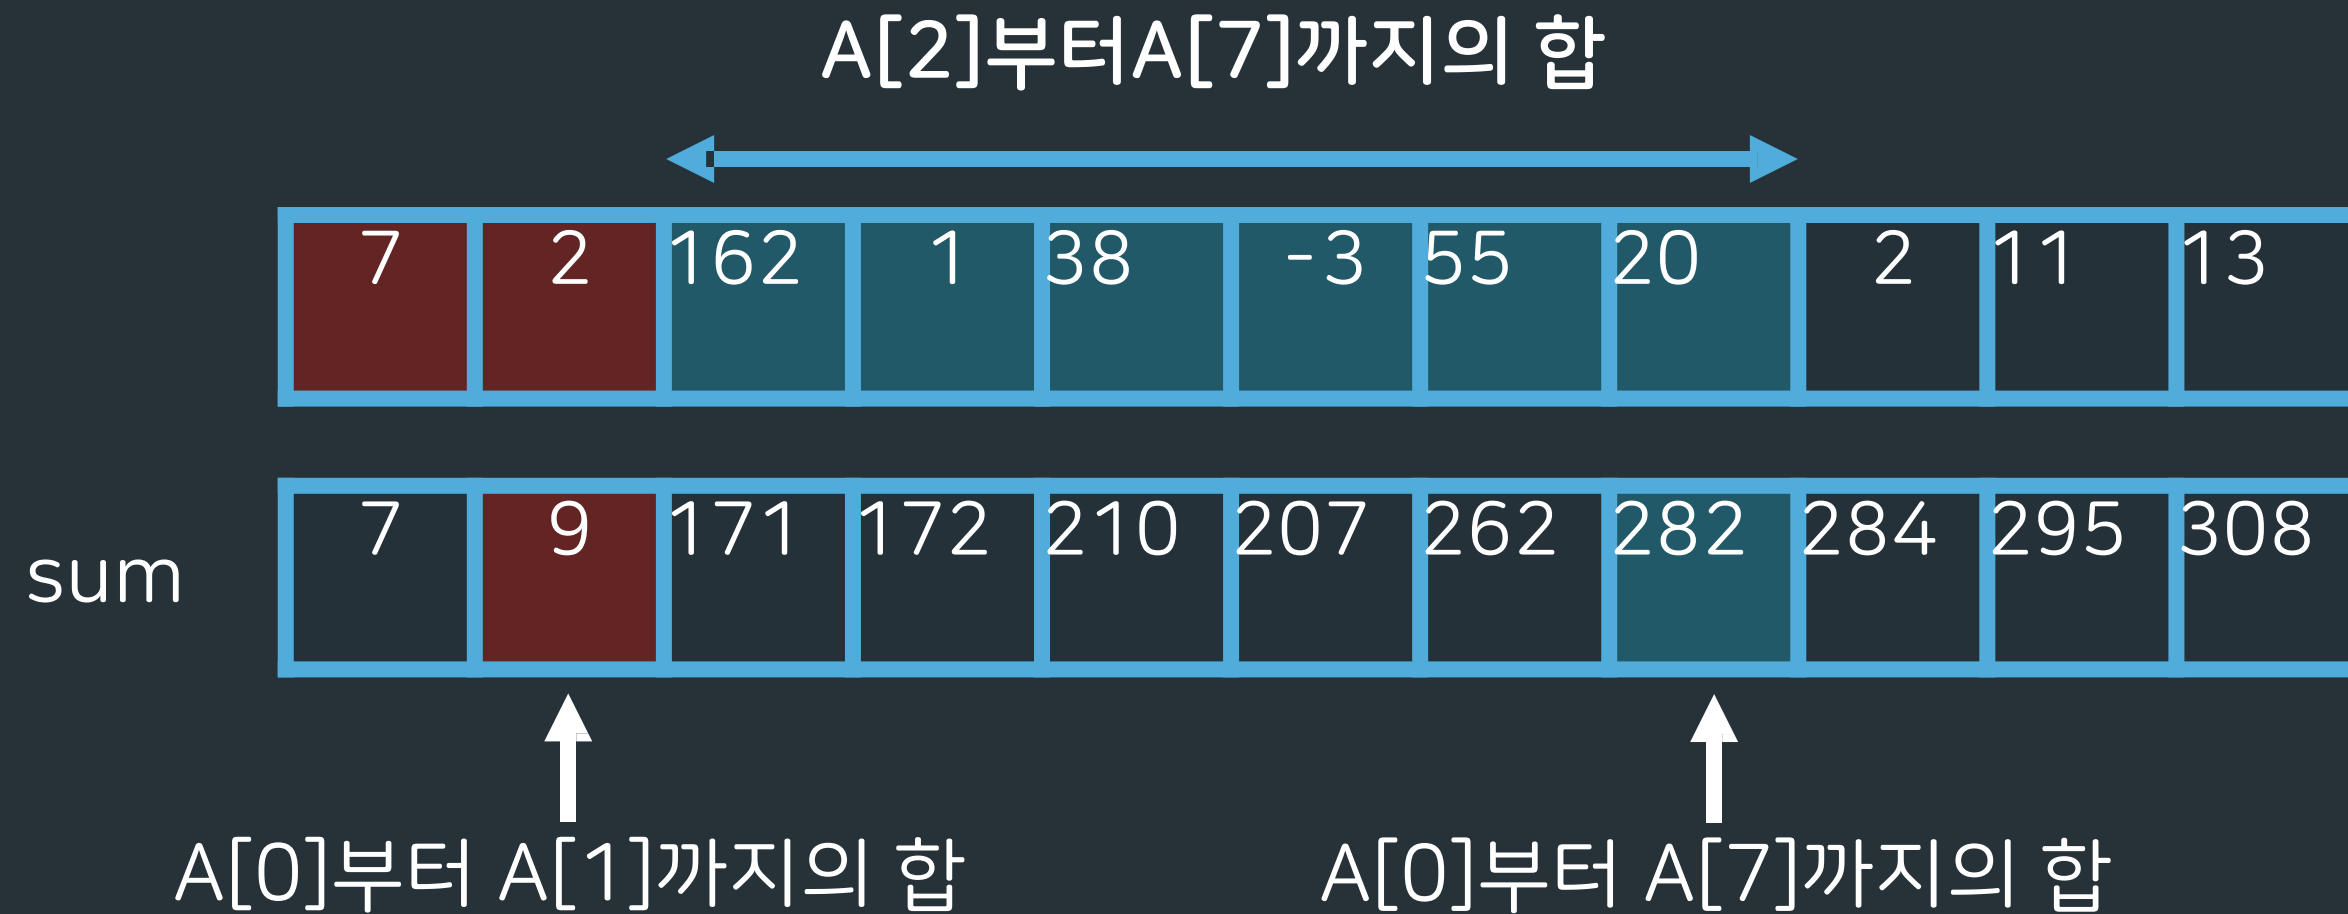 A[2]부터A[7]까지의 합
7 2 162 1 38 -3 55 20 2 11 13
7 9 171 172 210 207 262 282 284 295 308
sum
A[0]부터 A[1]까지의 합
A[0]부터 A[7]까지의 합